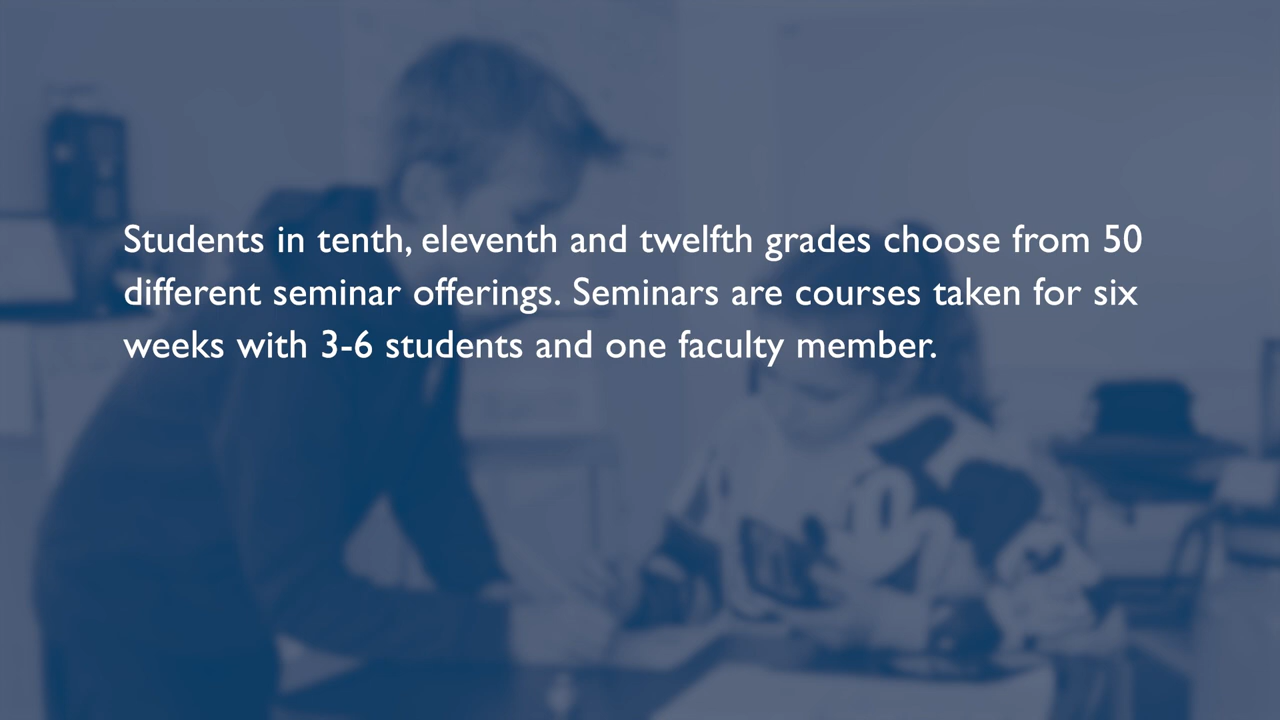 Students in tenth, eleventh and twelfth grades choose from 50
different seminar offerings. Seminars are courses taken for six
weeks with 3-6 students and one faculty member.